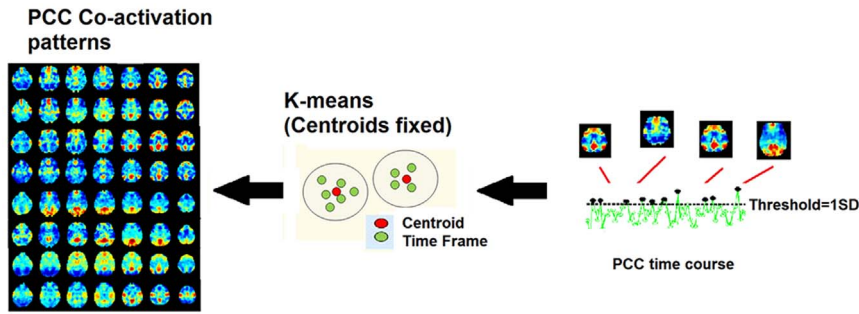 PCC Co-activation
patterns
K-means
(Centroids fixed)
Centroid
Time Frame
Threshold=1SD
PCC time course